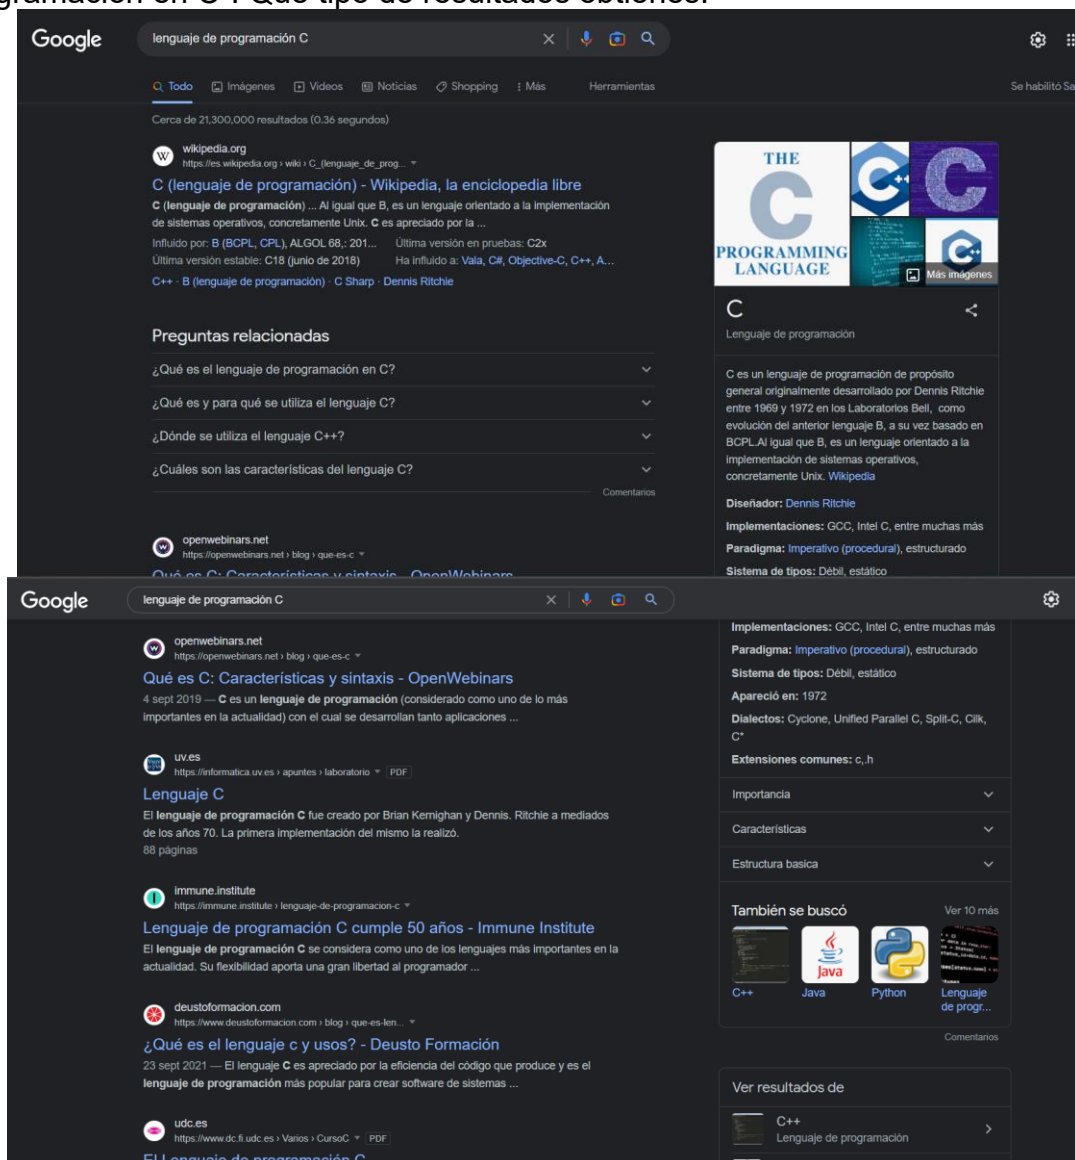 gramación en C". Que tipo de resultados obtienes.
Google
lenguaje de programación C
Todo
Imágenes
Videos
Noticias
Shopping
Más
Herramientas
Se habilitó Sa
Cerca de 21,300,000 resultados (0.36 segundos)
wikipedia.org
https://es.wikipedia.org › wiki › C_(lenguaje_de_prog...
C (lenguaje de programación) - Wikipedia, la enciclopedia libre
C (lenguaje de programación) ... Al igual que B, es un lenguaje orientado a la implementación
de sistemas operativos, concretamente Unix. C es apreciado por la ...
Influido por: B (BCPL, CPL), ALGOL 68,: 201... Última versión en pruebas: C2x
Última versión estable: C18 (junio de 2018) Ha influido a: Vala, C#, Objective-C, C++, A...
C++ · B (lenguaje de programación) · C Sharp · Dennis Ritchie
Preguntas relacionadas
¿Qué es el lenguaje de programación en C?
¿Qué es y para qué se utiliza el lenguaje C?
¿Dónde se utiliza el lenguaje C++?
¿Cuáles son las características del lenguaje C?
Comentarios
openwebinars.net
https://openwebinars.net › blog › que-es-c
Qué es C: Características y sintaxis - OpenWebinars
THE
C
PROGRAMMING
LANGUAGE
C++
C
C
Más imágenes
C
Lenguaje de programación
C es un lenguaje de programación de propósito
general originalmente desarrollado por Dennis Ritchie
entre 1969 y 1972 en los Laboratorios Bell, como
evolución del anterior lenguaje B, a su vez basado en
BCPL.Al igual que B, es un lenguaje orientado a la
implementación de sistemas operativos,
concretamente Unix. Wikipedia
Diseñador: Dennis Ritchie
Implementaciones: GCC, Intel C, entre muchas más
Paradigma: Imperativo (procedural), estructurado
Sistema de tipos: Débil, estático
Google
lenguaje de programación C
openwebinars.net
https://openwebinars.net › blog › que-es-c
Qué es C: Características y sintaxis - OpenWebinars
4 sept 2019 — C es un lenguaje de programación (considerado como uno de lo más
importantes en la actualidad) con el cual se desarrollan tanto aplicaciones ...
uv.es
https://informatica.uv.es › apuntes › laboratorio PDF
Lenguaje C
El lenguaje de programación C fue creado por Brian Kernighan y Dennis. Ritchie a mediados
de los años 70. La primera implementación del mismo la realizó.
88 páginas
immune.institute
https://immune.institute › lenguaje-de-programacion-c
Lenguaje de programación C cumple 50 años - Immune Institute
El lenguaje de programación C se considera como uno de los lenguajes más importantes en la
actualidad. Su flexibilidad aporta una gran libertad al programador ...
deustoformacion.com
https://www.deustoformacion.com › blog › que-es-len...
¿Qué es el lenguaje c y usos? - Deusto Formación
23 sept 2021 — El lenguaje C es apreciado por la eficiencia del código que produce y es el
lenguaje de programación más popular para crear software de sistemas ...
udc.es
https://www.dc.fi.udc.es › Varios › CursoC PDF
El Lenguaje de programación C
Implementaciones: GCC, Intel C, entre muchas más
Paradigma: Imperativo (procedural), estructurado
Sistema de tipos: Débil, estático
Apareció en: 1972
Dialectos: Cyclone, Unified Parallel C, Split-C, Cilk,
C*
Extensiones comunes: c,.h
Importancia
Características
Estructura basica
También se buscó
Ver 10 más
Java
C++
Java
Python
Lenguaje
de progr...
Comentarios
Ver resultados de
C++
Lenguaje de programación